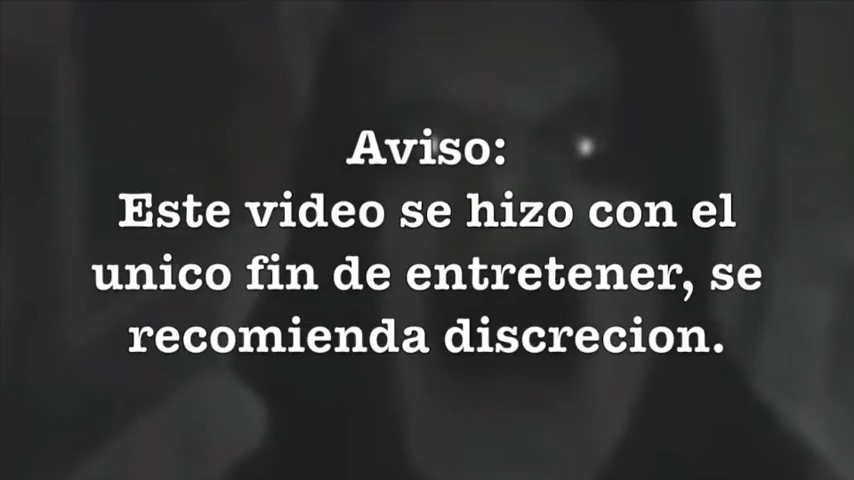 Aviso:
Este video se hizo con el
unico fin de entretener, se
recomienda discrecion.